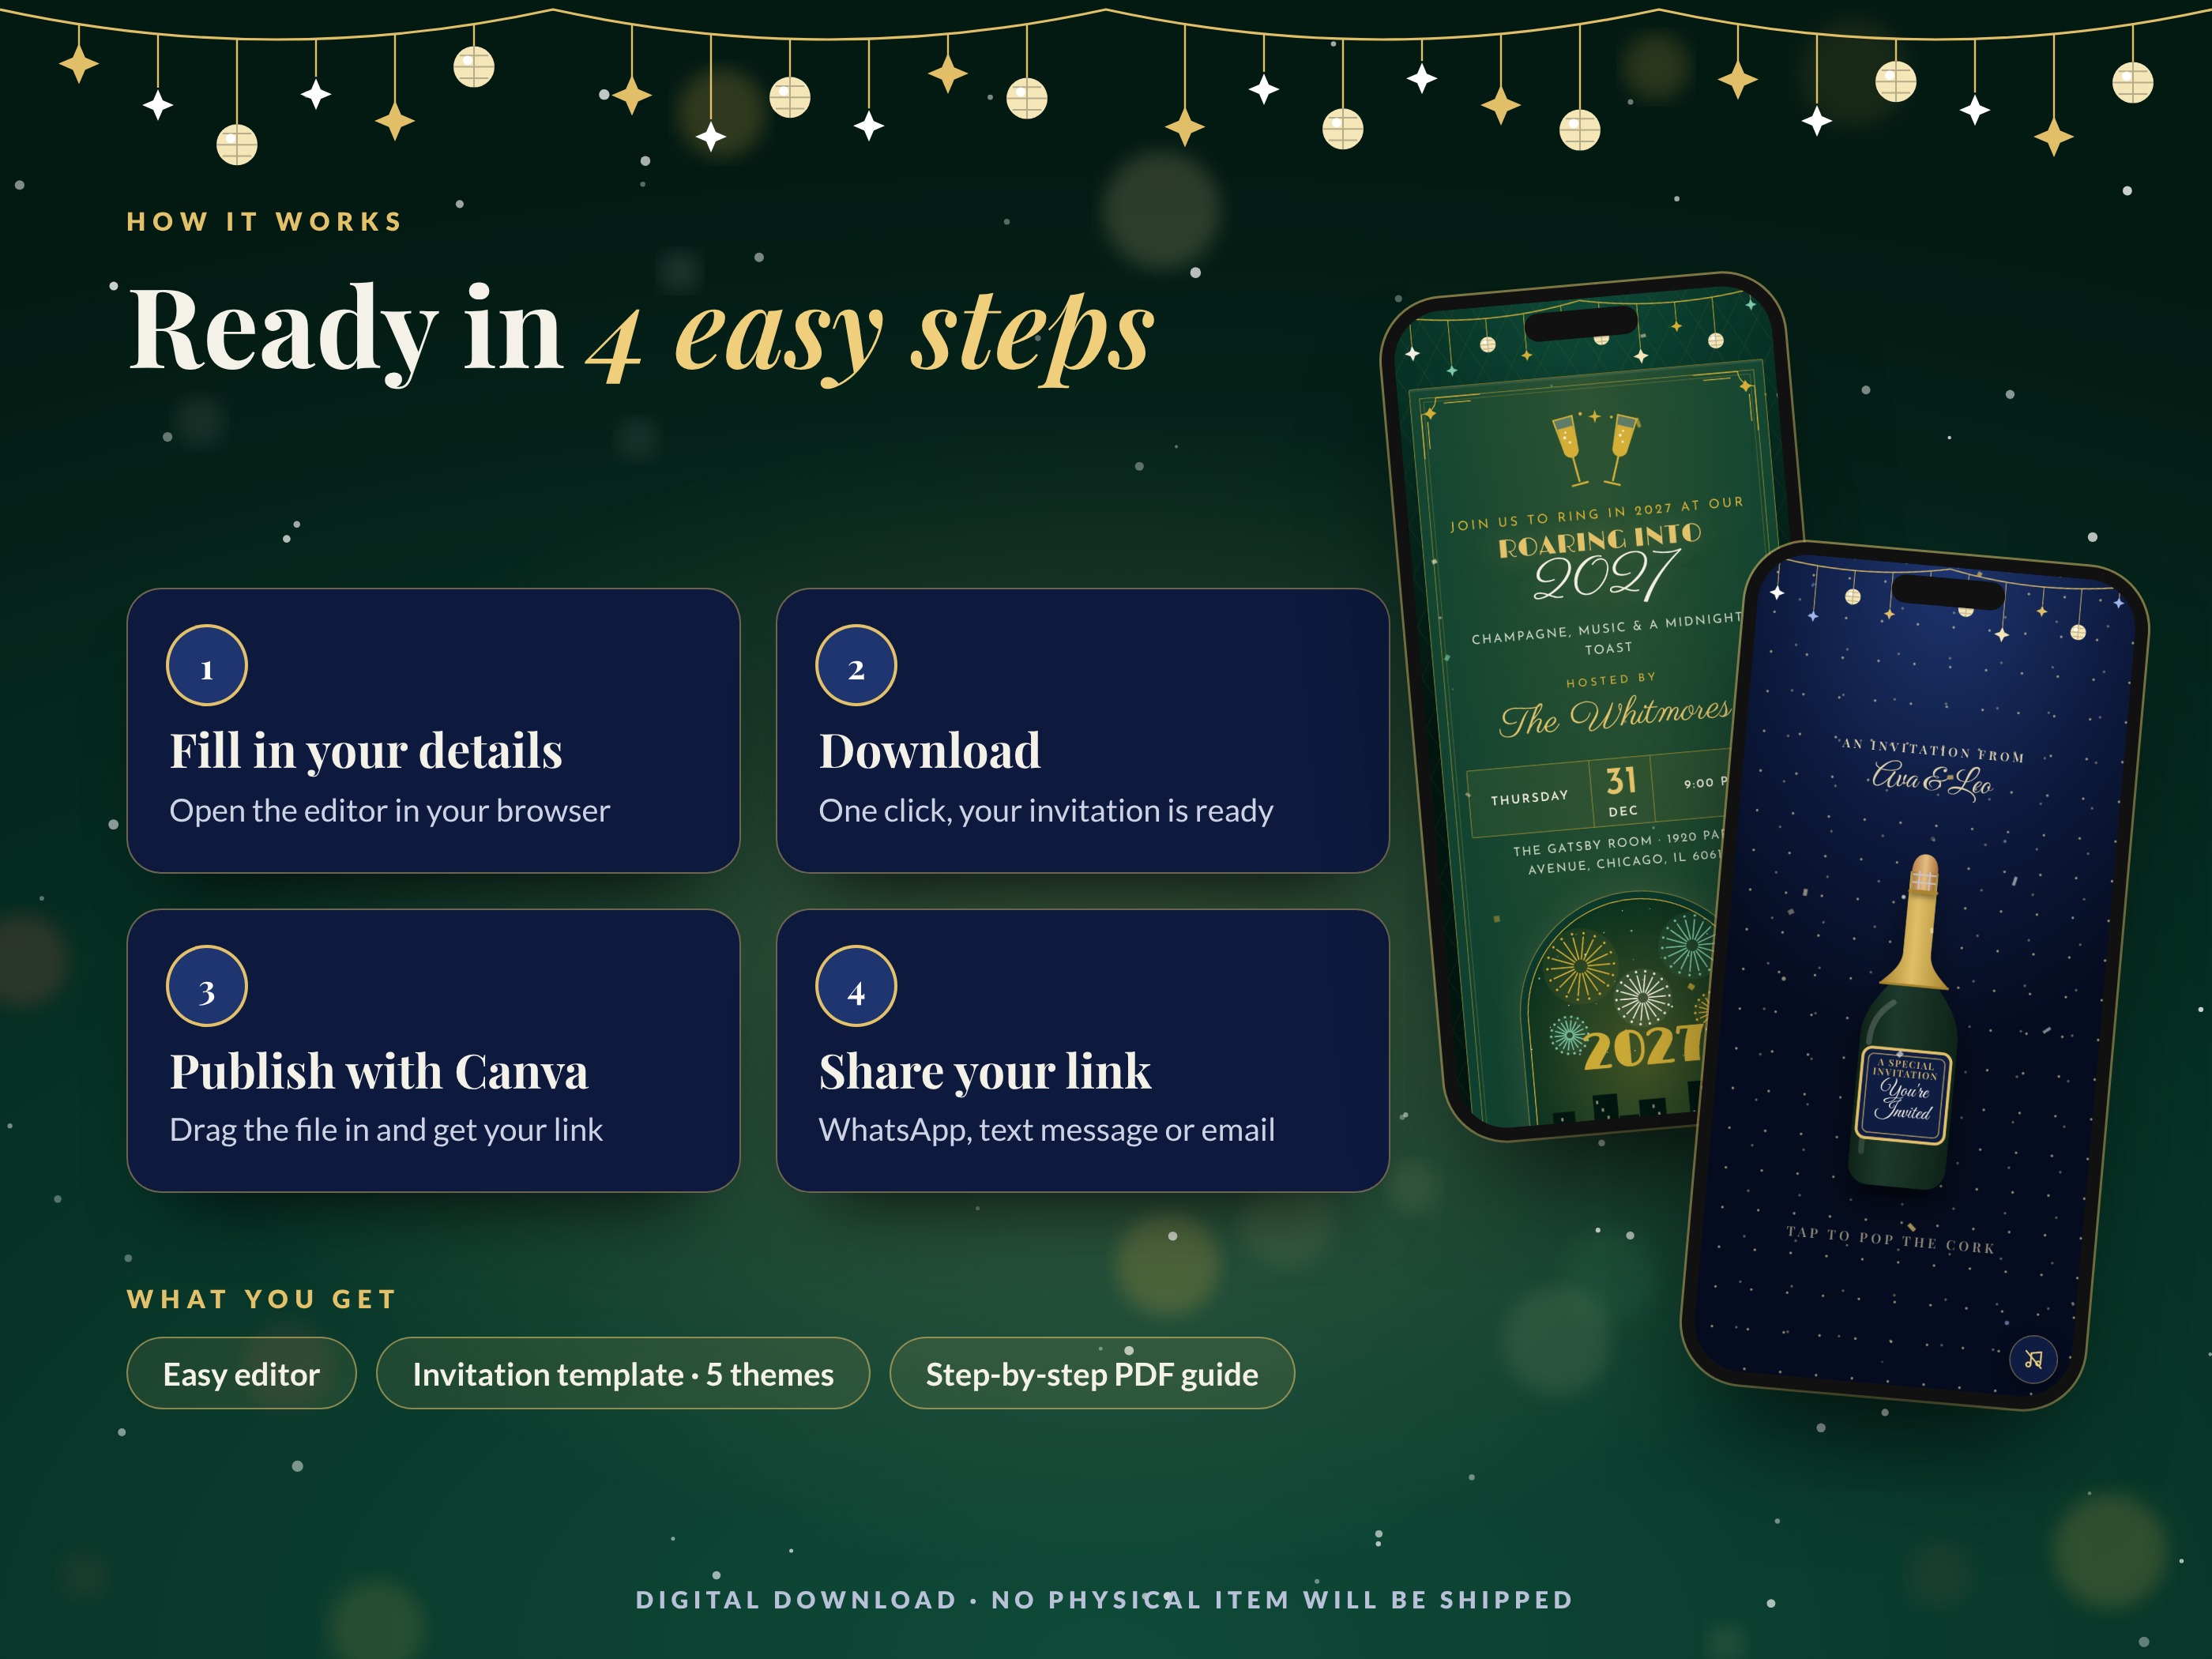 HOW IT WORKS
Ready in 4 easy steps
1
Fill in your details
Open the editor in your browser
2
Download
One click, your invitation is ready
3
Publish with Canva
Drag the file in and get your link
4
Share your link
WhatsApp, text message or email
WHAT YOU GET
Easy editor
Invitation template · 5 themes
Step-by-step PDF guide
JOIN US TO RING IN 2027 AT OUR
ROARING INTO
2027
CHAMPAGNE, MUSIC & A MIDNIGHT
TOAST
HOSTED BY
The Whitmores
THURSDAY
31
DEC
9:00
THE GATSBY ROOM · 1920
AVENUE, CHICAGO, IL
2027
AN INVITATION FROM
Ava & Leo
A SPECIAL
INVITATION
You're
Invited
TAP TO POP THE CORK
DIGITAL DOWNLOAD · NO PHYSICAL ITEM WILL BE SHIPPED